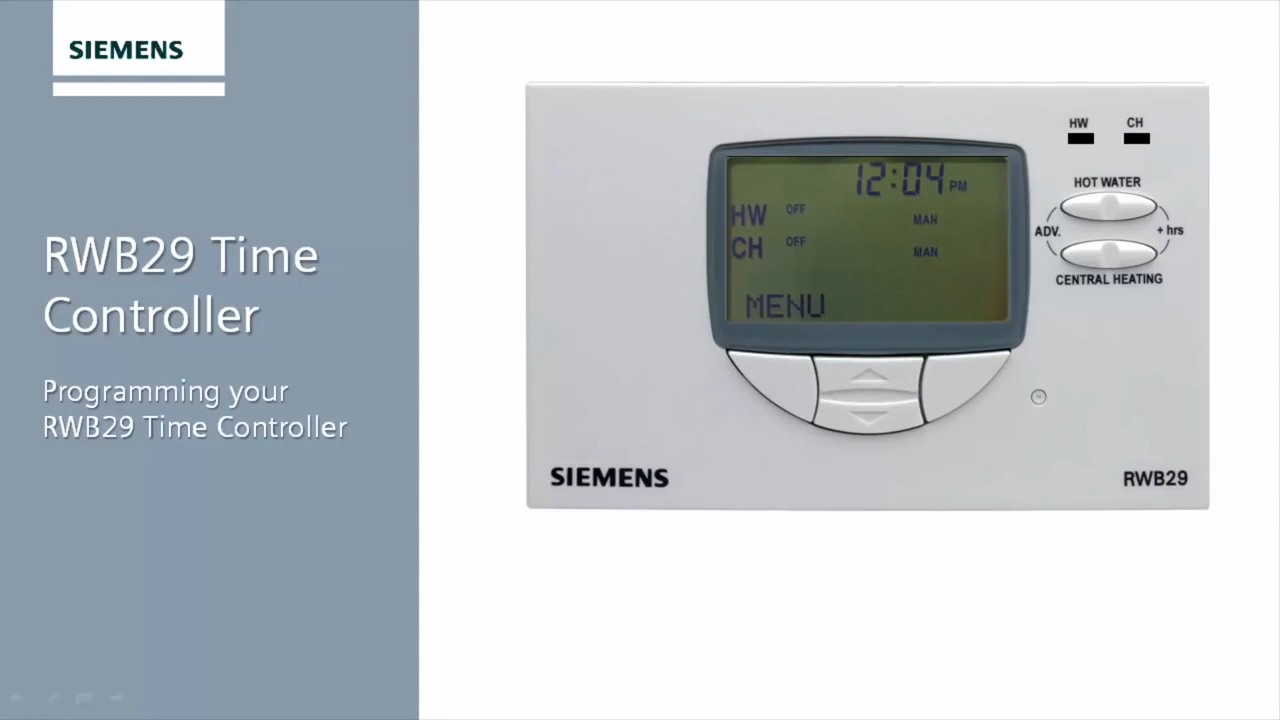 SIEMENS
RWB29 Time
Controller
Programming your
RWB29 Time Controller
HW CH
12:04 PM
HOT WATER
HW OFF MAN
ADV. + hrs
CH OFF MAN
CENTRAL HEATING
MENU
SIEMENS RWB29